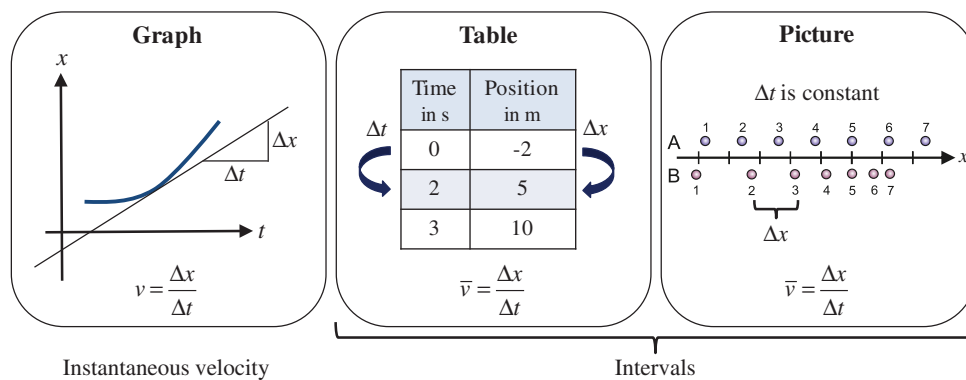 Graph
x
Δx
Δt
t
v = Δx/Δt
Instantaneous velocity
Table
Time in s
Position in m
Δt
Δx
0 -2
2 5
3 10
v̅ = Δx/Δt
Picture
Δt is constant
1 2 3 4 5 6 7
A
x
B
1 2 3 4 5 6 7
Δx
v̅ = Δx/Δt
Intervals